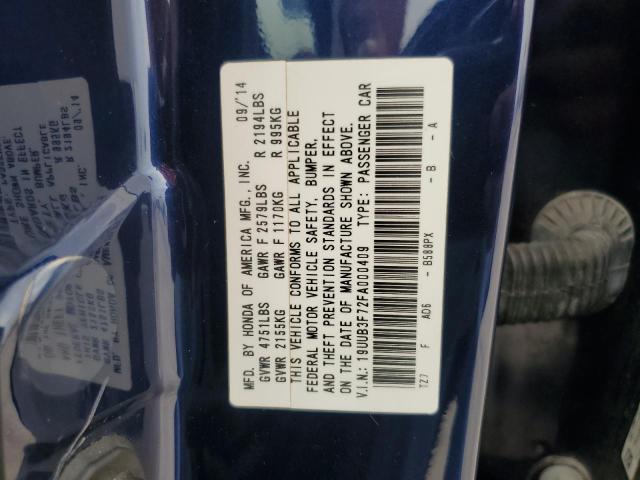 MFD. BY HONDA OF AMERICA MFG., INC. 09/'14
GVWR 4751LBS GAWR F 2579LBS R 2194LBS
GVWR 2155KG GAWR F 1170KG R 995KG
THIS VEHICLE CONFORMS TO ALL APPLICABLE
FEDERAL MOTOR VEHICLE SAFETY, BUMPER,
AND THEFT PREVENTION STANDARDS IN EFFECT
ON THE DATE OF MANUFACTURE SHOWN ABOVE.
V.I.N.: 19UUB3F72FA000409 TYPE: PASSENGER CAR
TZ7 F AD6 - B588PX - B - A